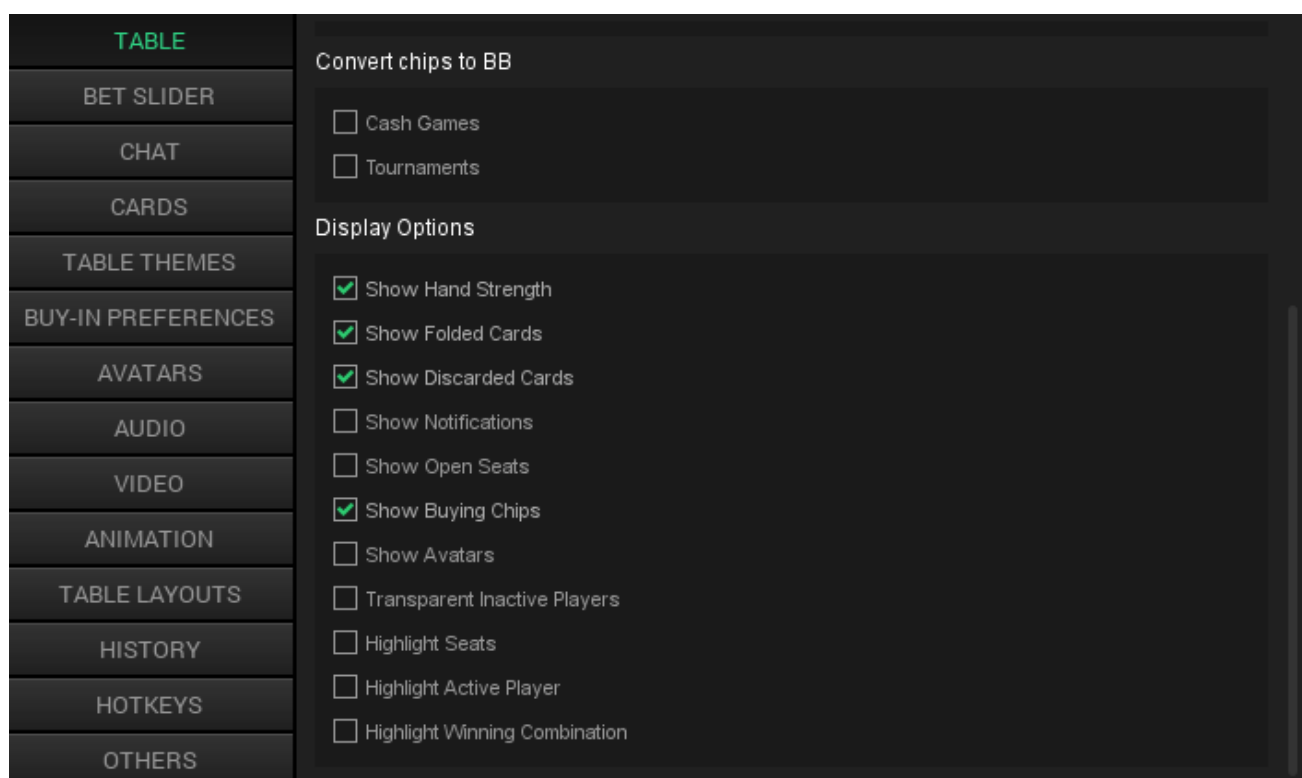 TABLE
BET SLIDER
CHAT
CARDS
TABLE THEMES
BUY-IN PREFERENCES
AVATARS
AUDIO
VIDEO
ANIMATION
TABLE LAYOUTS
HISTORY
HOTKEYS
OTHERS
Convert chips to BB
Cash Games
Tournaments
Display Options
Show Hand Strength
Show Folded Cards
Show Discarded Cards
Show Notifications
Show Open Seats
Show Buying Chips
Show Avatars
Transparent Inactive Players
Highlight Seats
Highlight Active Player
Highlight Winning Combination